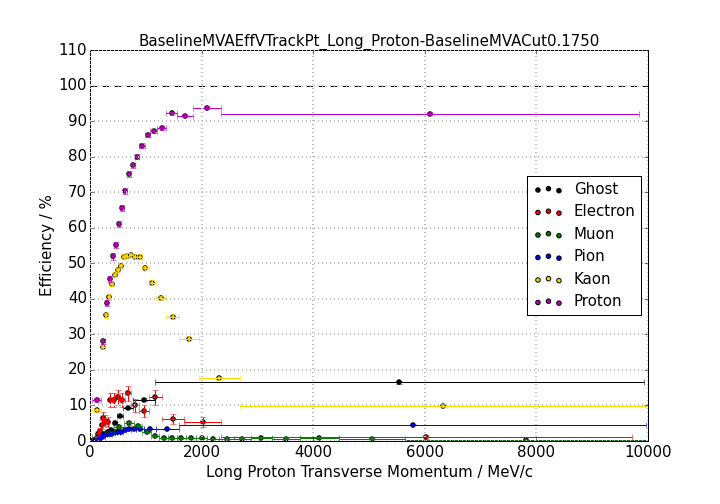 BaselineMVAEffVTrackPt_Long_Proton-BaselineMVACut0.1750
110
100
90
80
70
60
50
40
30
20
10
0
Efficiency / %
Ghost
Electron
Muon
Pion
Kaon
Proton
0 2000 4000 6000 8000 10000
Long Proton Transverse Momentum / MeV/c